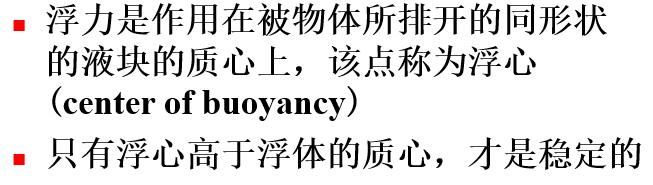 ▪ 浮力是作用在被物体所排开的同形状
的液块的质心上，该点称为浮心
(center of buoyancy)
▪ 只有浮心高于浮体的质心，才是稳定的